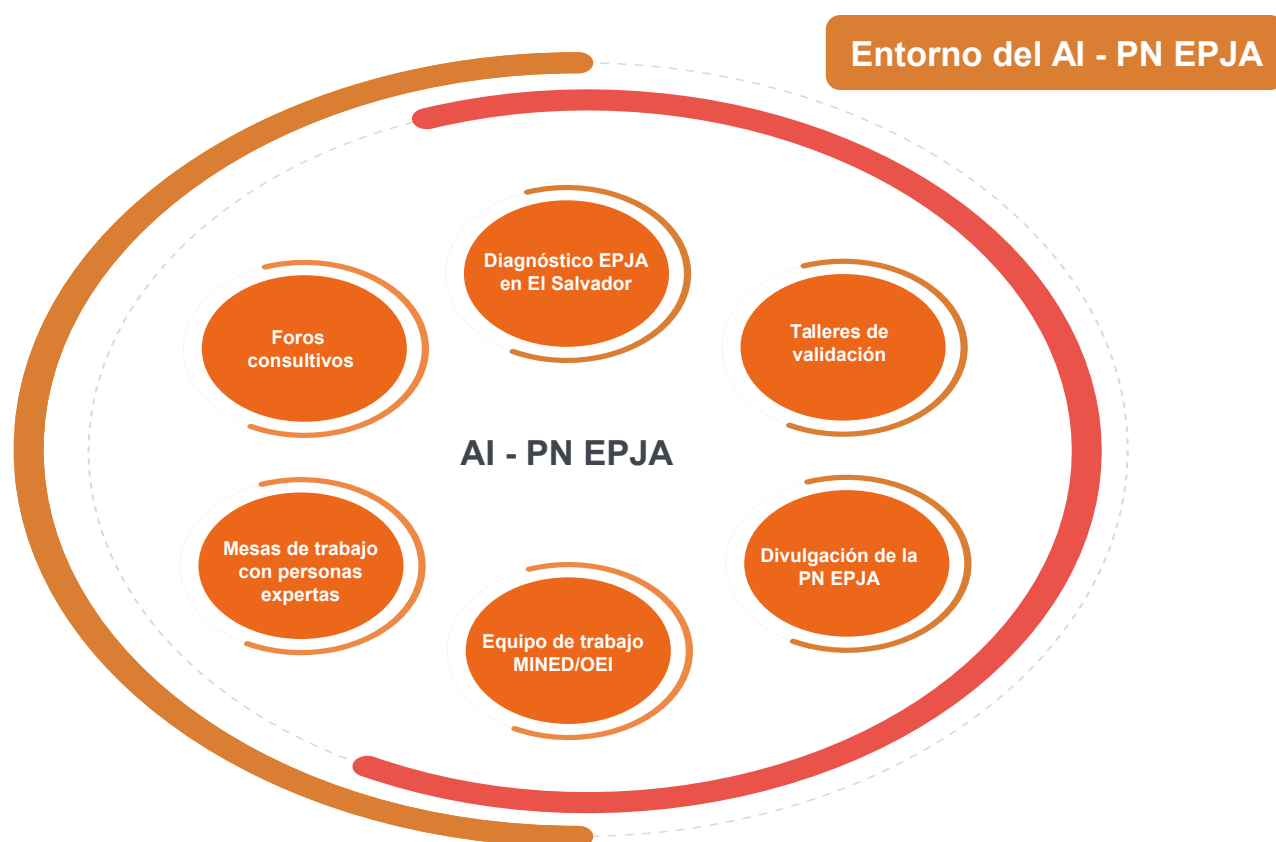 Entorno del AI - PN EPJA
Diagnóstico EPJA
en El Salvador
Foros
consultivos
Talleres de
validación
AI - PN EPJA
Mesas de trabajo
con personas
expertas
Divulgación de la
PN EPJA
Equipo de trabajo
MINED/OEI